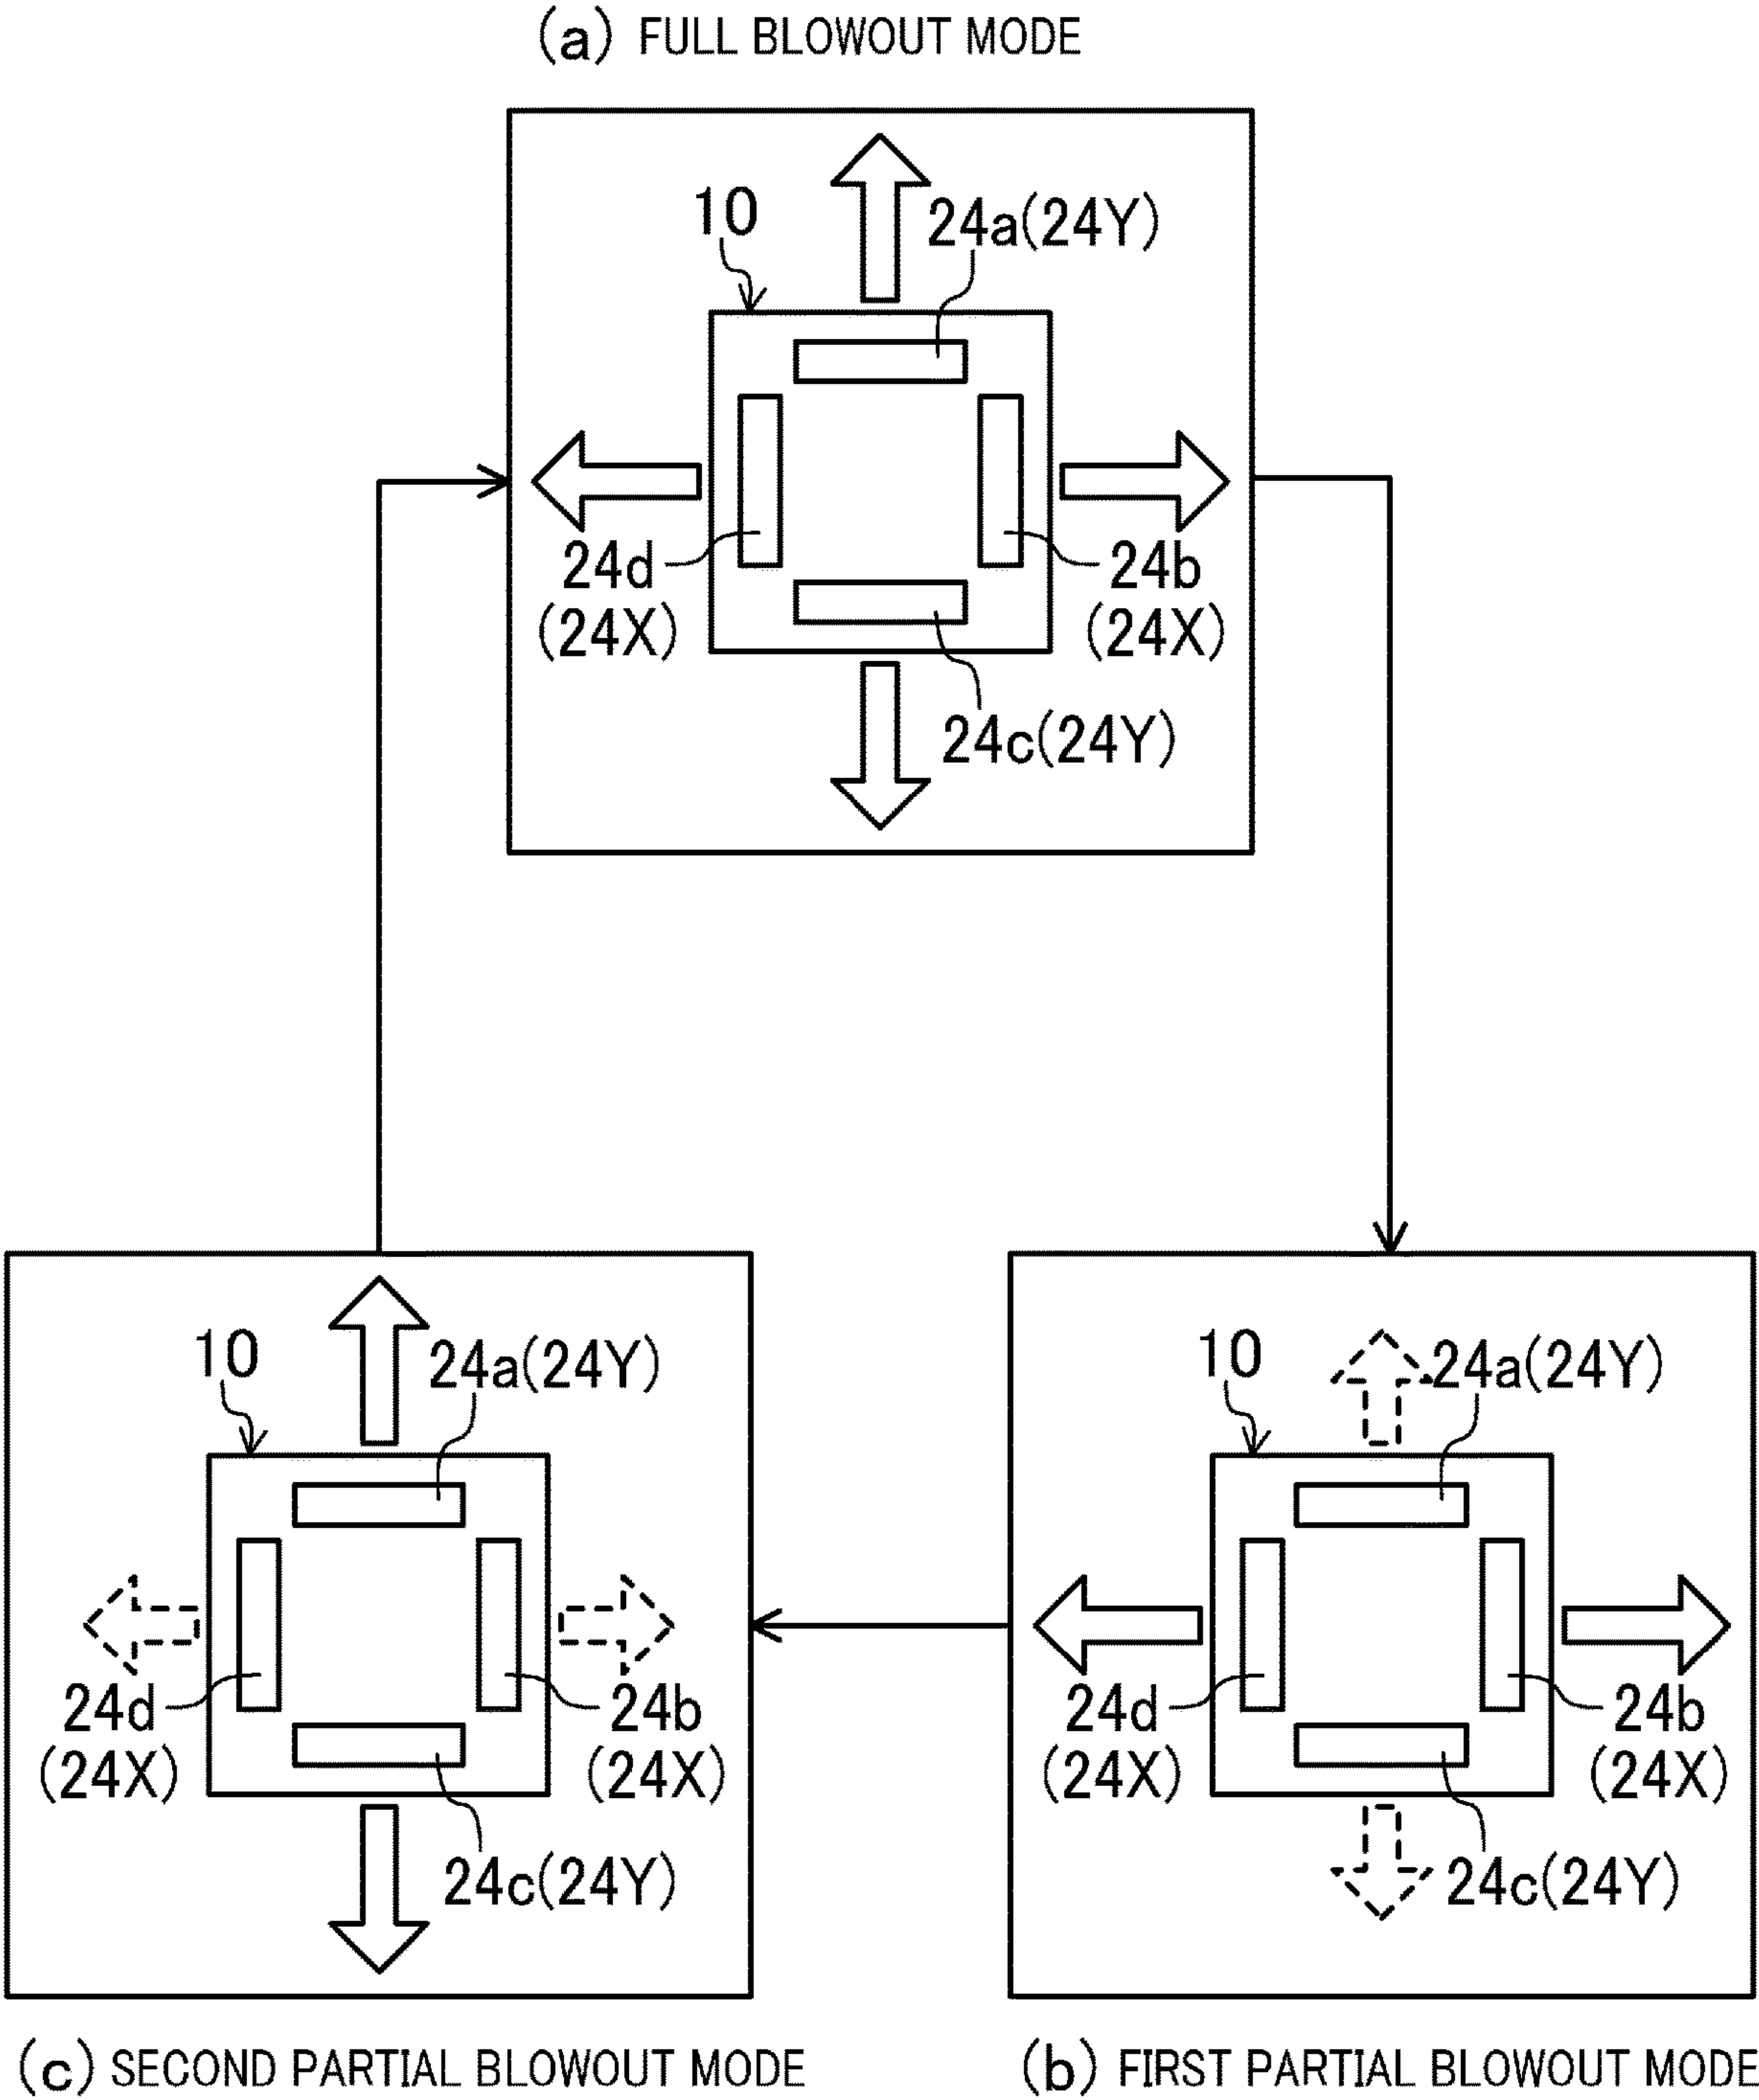 (a) FULL BLOWOUT MODE
10
24a(24Y)
24d
(24X)
24b
(24X)
24c(24Y)
10
24a(24Y)
24d
(24X)
24b
(24X)
24c(24Y)
10
24a(24Y)
24d
(24X)
24b
(24X)
24c(24Y)
(c) SECOND PARTIAL BLOWOUT MODE
(b) FIRST PARTIAL BLOWOUT MODE